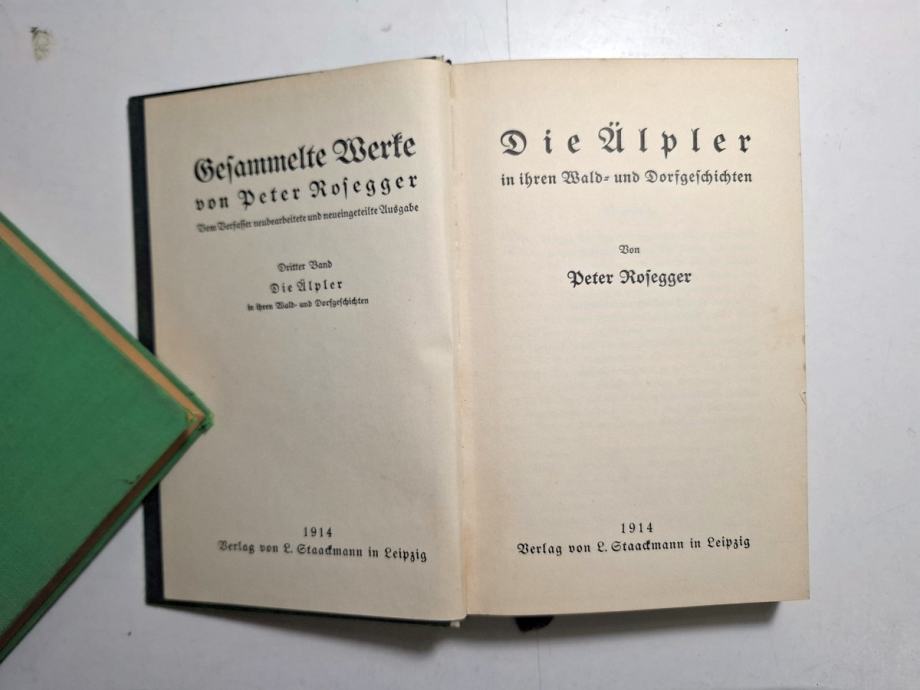 Gesammelte Werke
von Peter Rosegger
Vom Verfasser neubearbeitete und neueingeteilte Ausgabe
Dritter Band
Die Älpler
in ihren Wald- und Dorfgeschichten
1914
Verlag von L. Staackmann in Leipzig
Die Älpler
in ihren Wald- und Dorfgeschichten
Von
Peter Rosegger
1914
Verlag von L. Staackmann in Leipzig